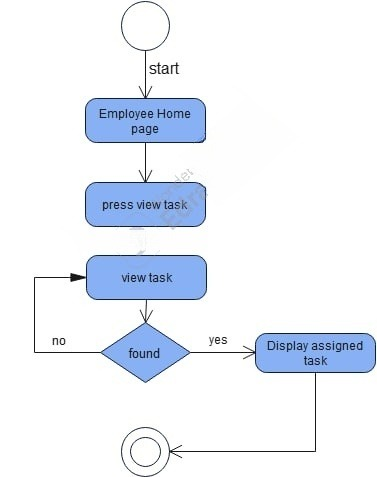 start
Employee Home
page
press view task
view task
found
no
yes
Display assigned
task